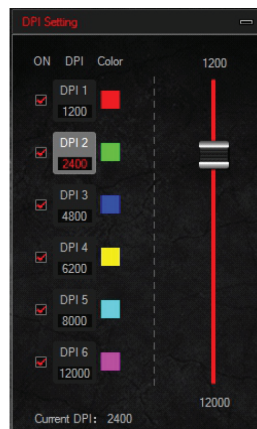 DPI Setting
ON DPI Color 1200
DPI 1
1200
DPI 2
2400
DPI 3
4800
DPI 4
6200
DPI 5
8000
DPI 6
12000
12000
Current DPI: 2400